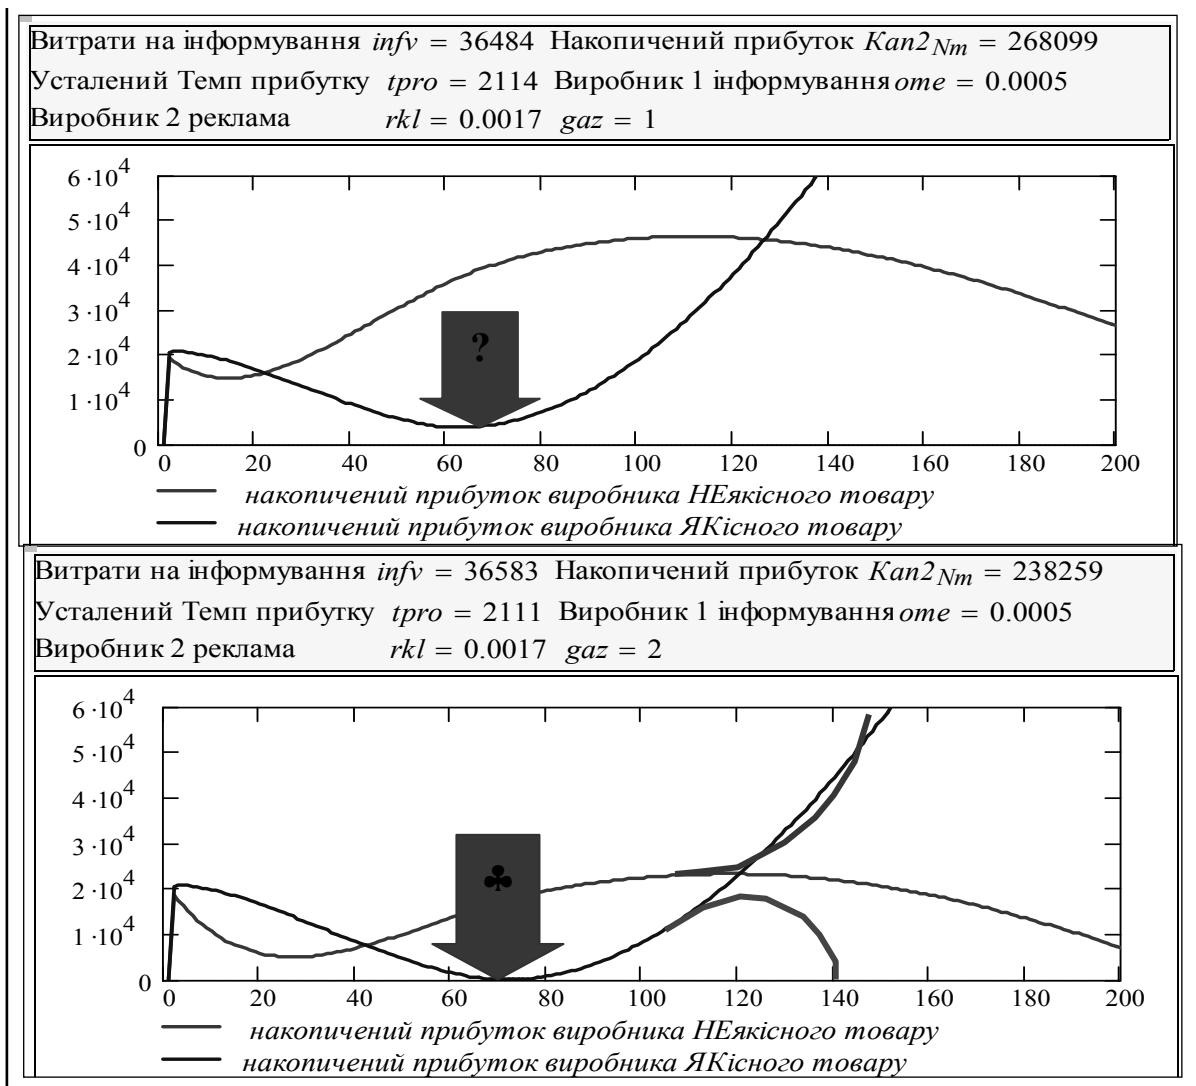 Витрати на інформування infv = 36484 Накопичений прибуток Kап2Nm = 268099
Усталений Темп прибутку tpro = 2114 Виробник 1 інформування ome = 0.0005
Виробник 2 реклама rkl = 0.0017 gaz = 1
6·10^4
5·10^4
4·10^4
3·10^4
2·10^4
1·10^4
0
?
0 20 40 60 80 100 120 140 160 180 200
накопичений прибуток виробника НЕякісного товару
накопичений прибуток виробника ЯКісного товару
Витрати на інформування infv = 36583 Накопичений прибуток Kап2Nm = 238259
Усталений Темп прибутку tpro = 2111 Виробник 1 інформування ome = 0.0005
Виробник 2 реклама rkl = 0.0017 gaz = 2
6·10^4
5·10^4
4·10^4
3·10^4
2·10^4
1·10^4
0
♣
0 20 40 60 80 100 120 140 160 180 200
накопичений прибуток виробника НЕякісного товару
накопичений прибуток виробника ЯКісного товару